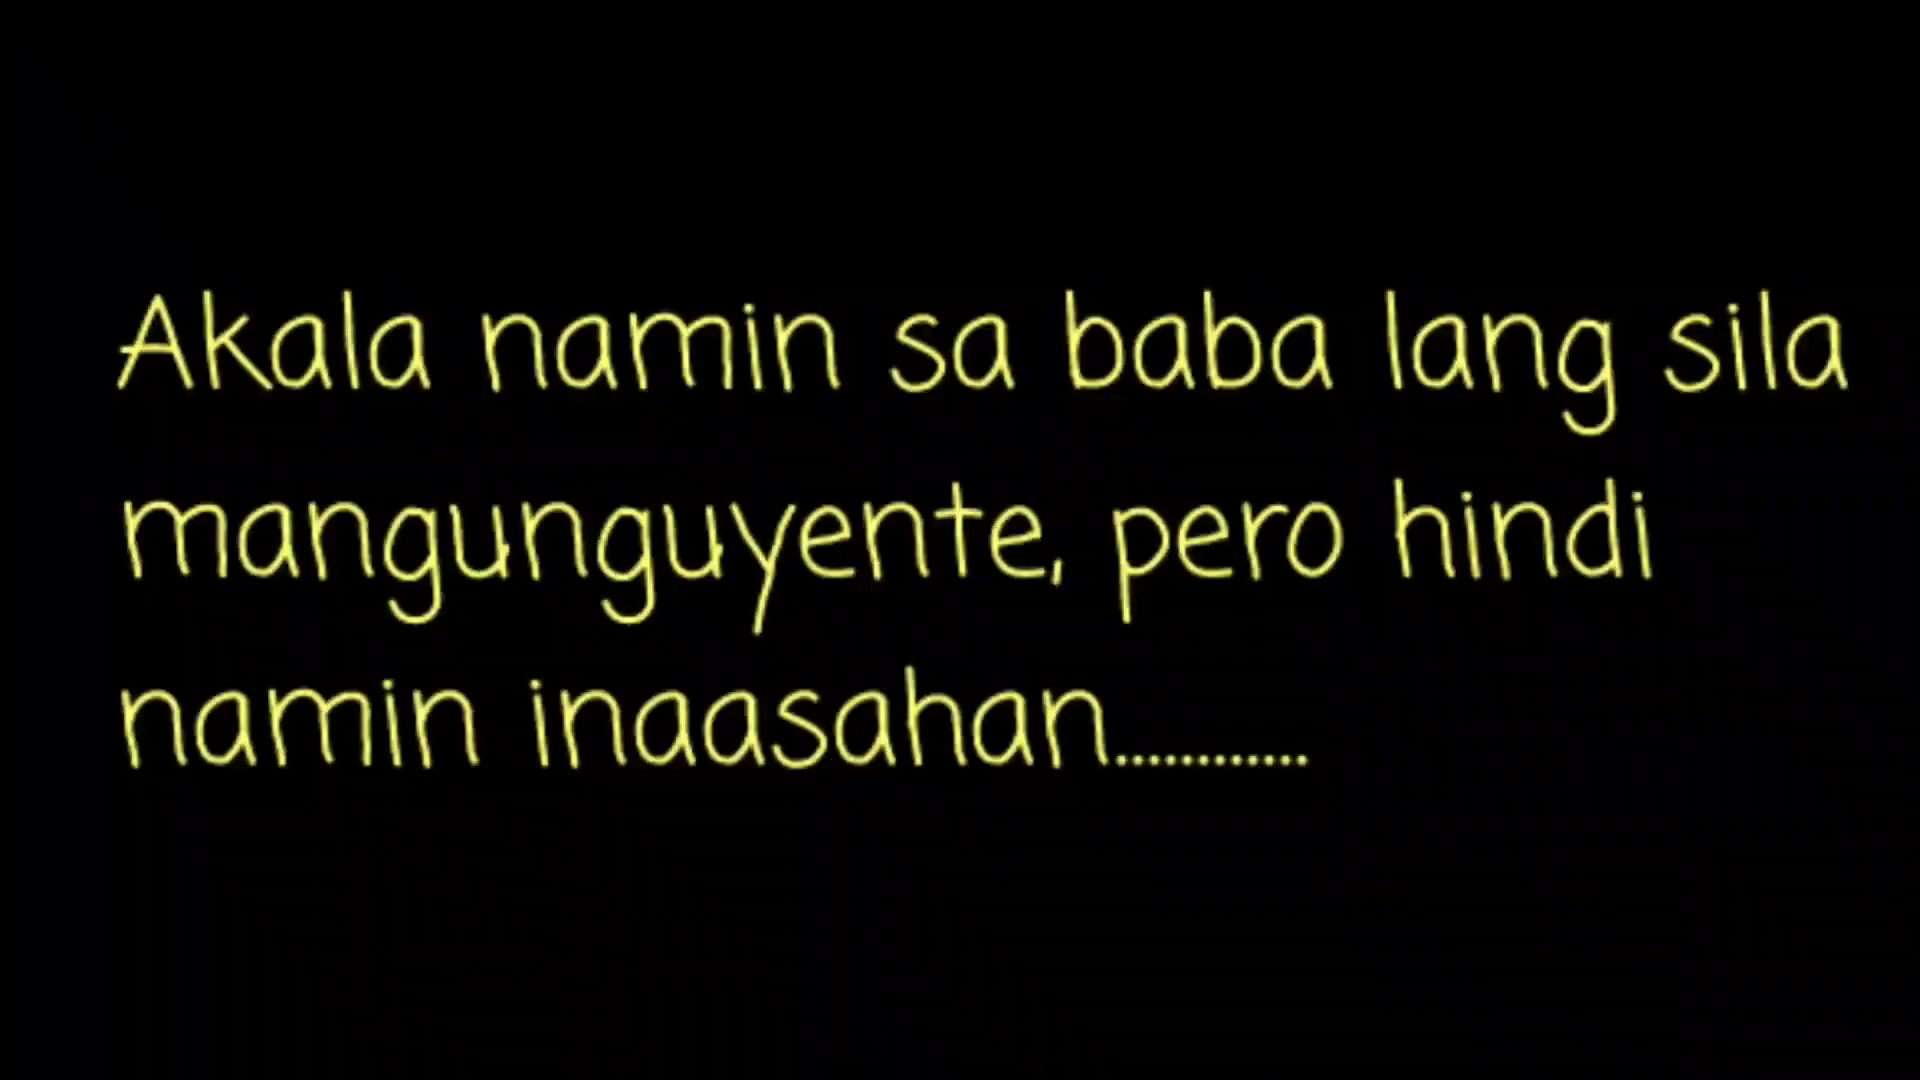 Akala namin sa baba lang sila
mangunguyente, pero hindi
namin inaasahan............